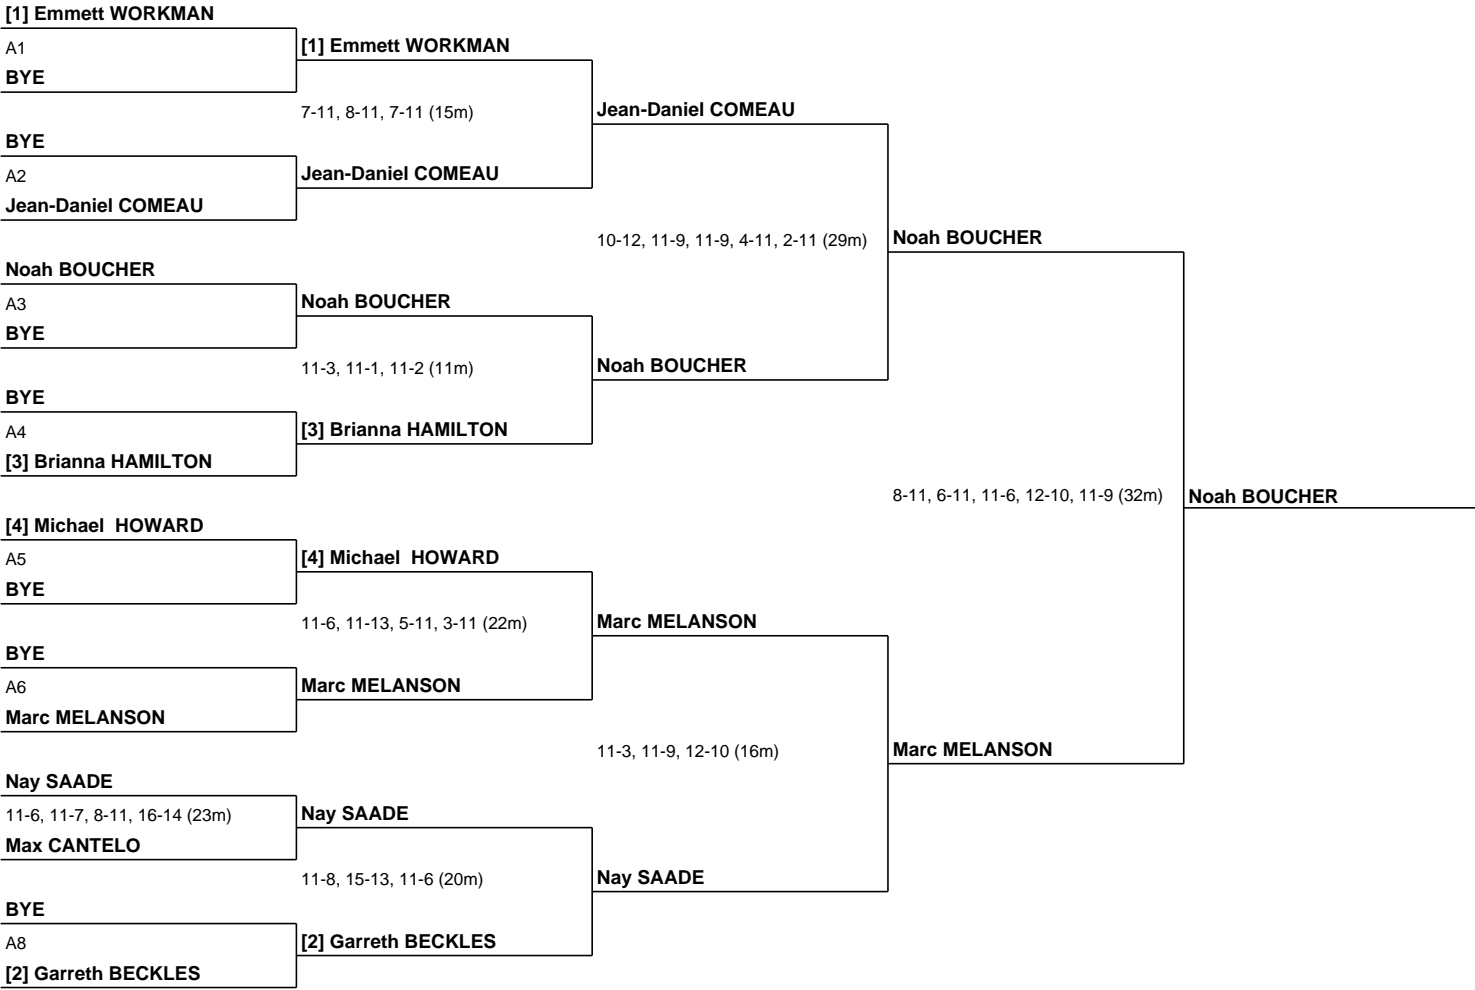 [1] Emmett WORKMAN
A1
BYE
BYE
A2
Jean-Daniel COMEAU
Noah BOUCHER
A3
BYE
BYE
A4
[3] Brianna HAMILTON
[4] Michael  HOWARD
A5
BYE
BYE
A6
Marc MELANSON
Nay SAADE
11-6, 11-7, 8-11, 16-14 (23m)
Max CANTELO
BYE
A8
[2] Garreth BECKLES
[1] Emmett WORKMAN
7-11, 8-11, 7-11 (15m)
Jean-Daniel COMEAU
Noah BOUCHER
11-3, 11-1, 11-2 (11m)
[3] Brianna HAMILTON
[4] Michael  HOWARD
11-6, 11-13, 5-11, 3-11 (22m)
Marc MELANSON
Nay SAADE
11-8, 15-13, 11-6 (20m)
[2] Garreth BECKLES
Jean-Daniel COMEAU
10-12, 11-9, 11-9, 4-11, 2-11 (29m)
Noah BOUCHER
Marc MELANSON
11-3, 11-9, 12-10 (16m)
Nay SAADE
Noah BOUCHER
8-11, 6-11, 11-6, 12-10, 11-9 (32m)
Marc MELANSON
Noah BOUCHER